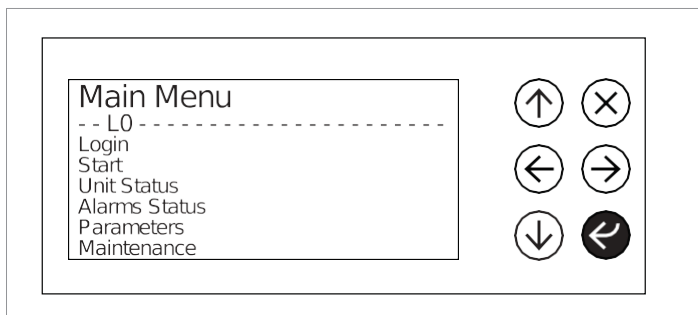 Main Menu
- - L0 - - - - - - - - - - - - - - - - - - - - - -
Login
Start
Unit Status
Alarms Status
Parameters
Maintenance